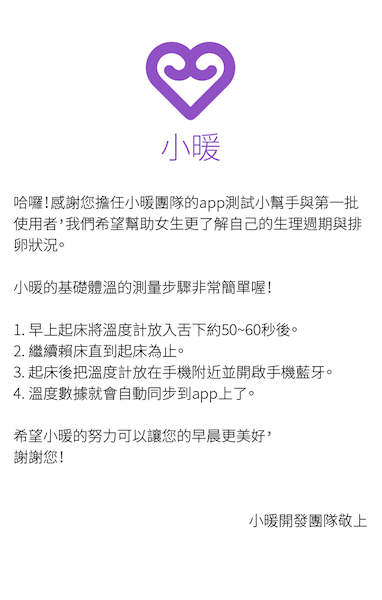 小暖
哈囉！感謝您擔任小暖團隊的app測試小幫手與第一批
使用者，我們希望幫助女生更了解自己的生理週期與排
卵狀況。
小暖的基礎體溫的測量步驟非常簡單喔！
1. 早上起床將溫度計放入舌下約50~60秒後。
2. 繼續賴床直到起床為止。
3. 起床後把溫度計放在手機附近並開啟手機藍牙。
4. 溫度數據就會自動同步到app上了。
希望小暖的努力可以讓您的早晨更美好，
謝謝您！
小暖開發團隊敬上